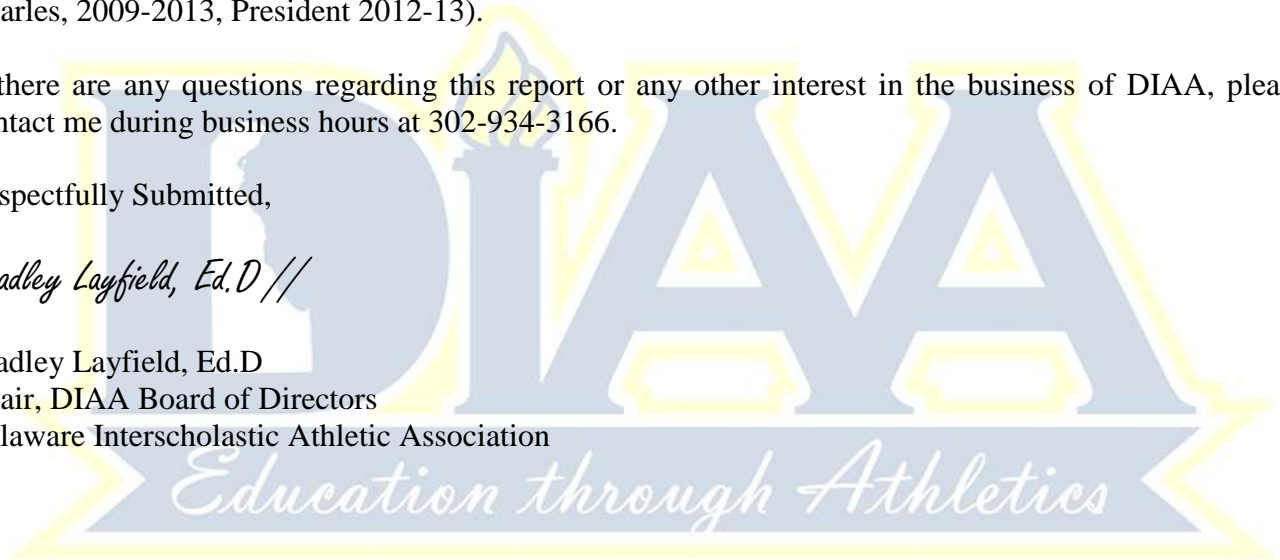 arles, 2009-2013, President 2012-13).
there are any questions regarding this report or any other interest in the business of DIAA, plea
ntact me during business hours at 302-934-3166.
spectfully Submitted,
adley Layfield, Ed.D //
adley Layfield, Ed.D
air, DIAA Board of Directors
laware Interscholastic Athletic Association
DIAA
Education through Athletics